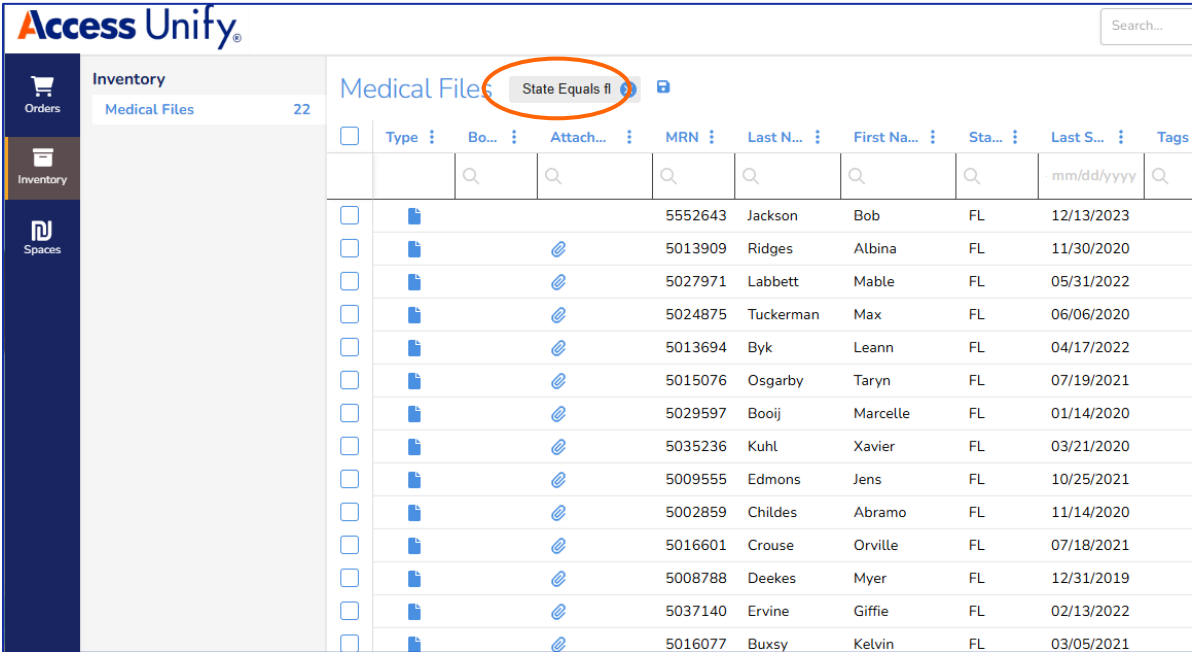 Access Unify®
Search...
Orders
Inventory
Spaces
Inventory
Medical Files 22
Medical Files State Equals fl
Type Bo... Attach... MRN Last N... First Na... Sta... Last S... Tags
mm/dd/yyyy
5552643 Jackson Bob FL 12/13/2023
5013909 Ridges Albina FL 11/30/2020
5027971 Labbett Mable FL 05/31/2022
5024875 Tuckerman Max FL 06/06/2020
5013694 Byk Leann FL 04/17/2022
5015076 Osgarby Taryn FL 07/19/2021
5029597 Booij Marcelle FL 01/14/2020
5035236 Kuhl Xavier FL 03/21/2020
5009555 Edmons Jens FL 10/25/2021
5002859 Childes Abramo FL 11/14/2020
5016601 Crouse Orville FL 07/18/2021
5008788 Deekes Myer FL 12/31/2019
5037140 Ervine Giffie FL 02/13/2022
5016077 Buxsy Kelvin FL 03/05/2021